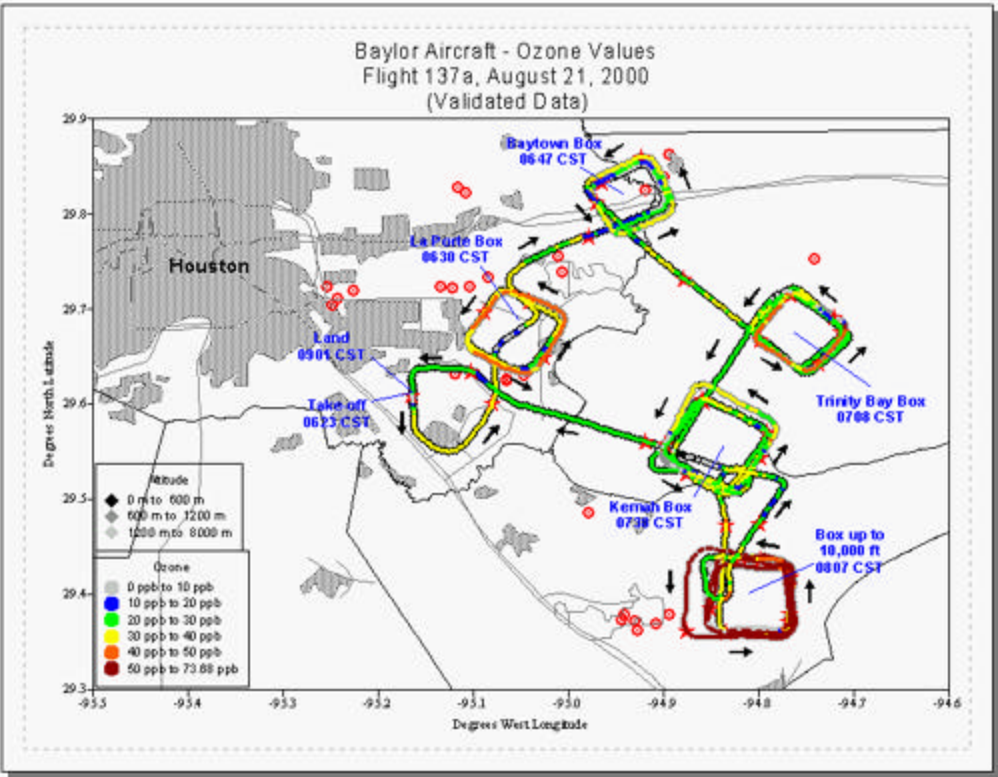 Baylor Aircraft - Ozone Values
Flight 137a, August 21, 2000
(Validated Data)
29.9
29.8
29.7
29.6
29.5
29.4
29.3
Degrees North Latitude
Baytown Box
0647 CST
La Porte Box
0630 CST
Houston
Land
0901 CST
Take off
0623 CST
Trinity Bay Box
0708 CST
Kemah Box
0738 CST
Box up to
10,000 ft
0807 CST
Altitude
0 m to 600 m
600 m to 1200 m
1200 m to 8000 m
Ozone
0 ppb to 10 ppb
10 ppb to 20 ppb
20 ppb to 30 ppb
30 ppb to 40 ppb
40 ppb to 50 ppb
50 ppb to 73.68 ppb
-95.5
-95.4
-95.3
-95.2
-95.1
-95.0
-94.9
-94.8
-94.7
-94.6
Degrees West Longitude